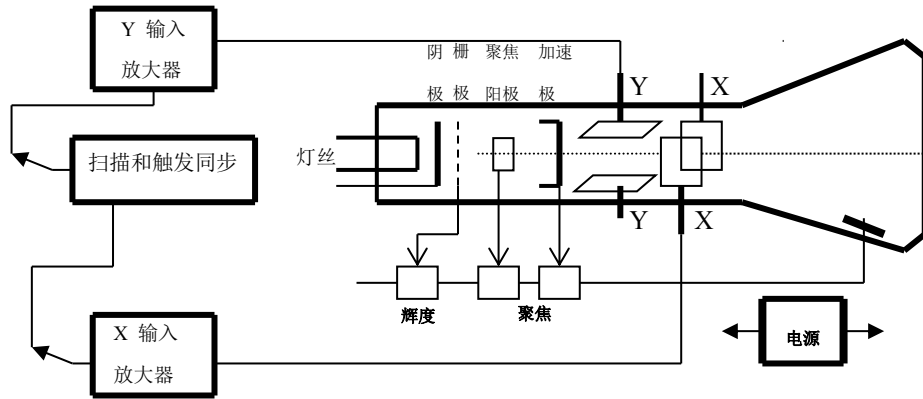 Y 输入
放大器
阴 栅 聚焦 加速
极 极 阳极 极
Y
X
灯丝
扫描和触发同步
Y
X
辉度
聚焦
电源
X 输入
放大器